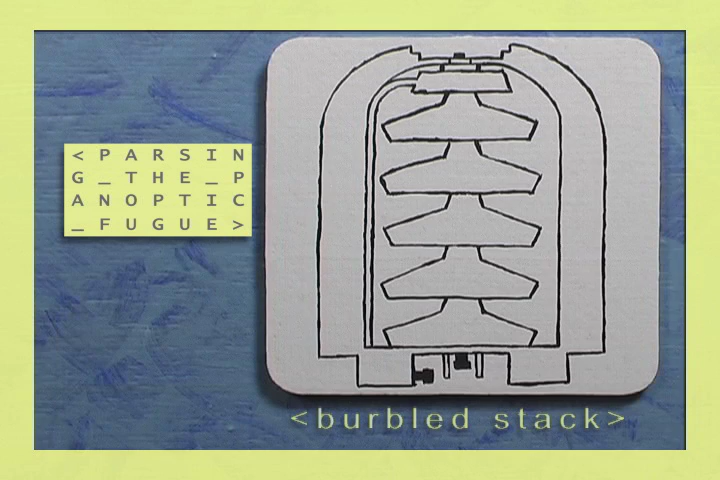 < P A R S I N
G _ T H E _ P
A N O P T I C
_ F U G U E >
<burbled stack>